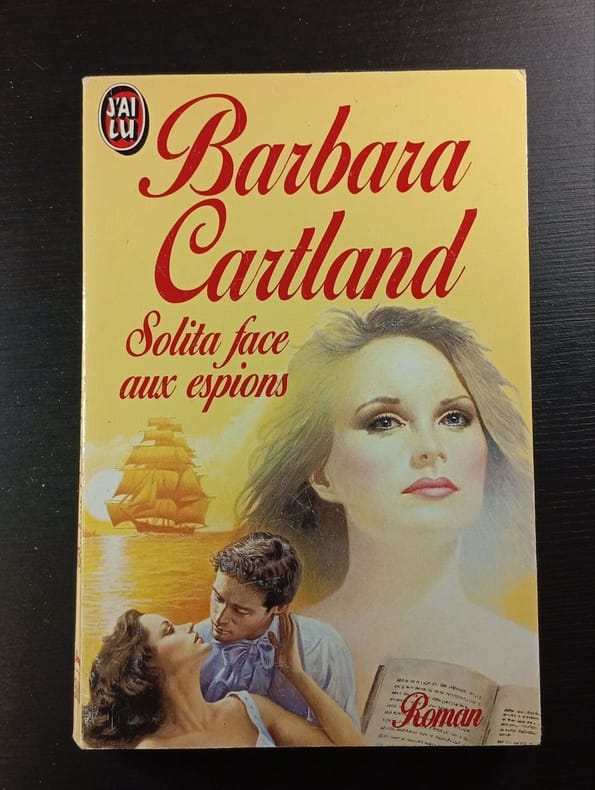 J'AI
LU
Barbara
Cartland
Solita face
aux espions
Roman